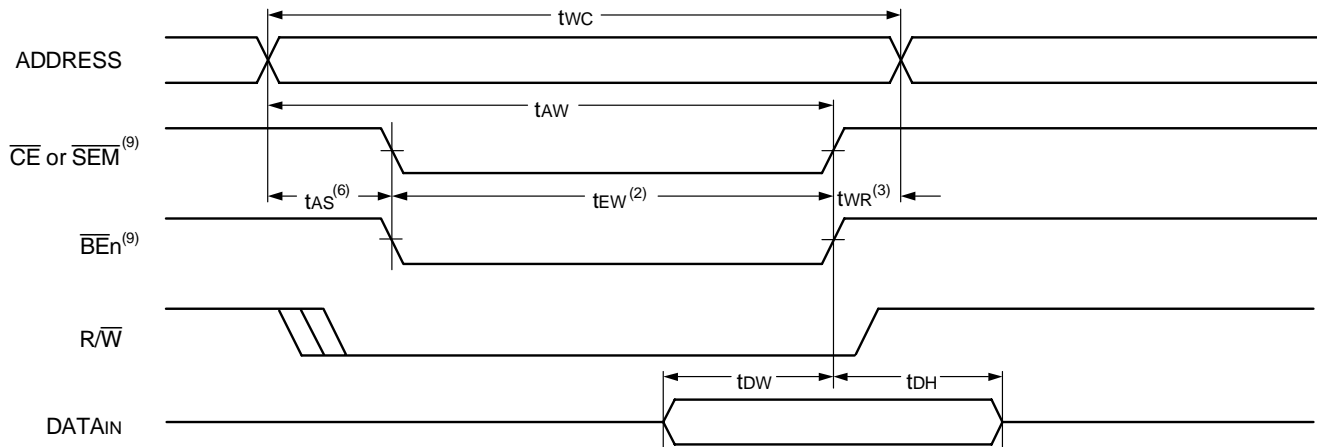 tWC
ADDRESS
tAW
CE or SEM(9)
tAS(6)
tEW(2)
tWR(3)
BEn(9)
R/W
tDW
tDH
DATAIN